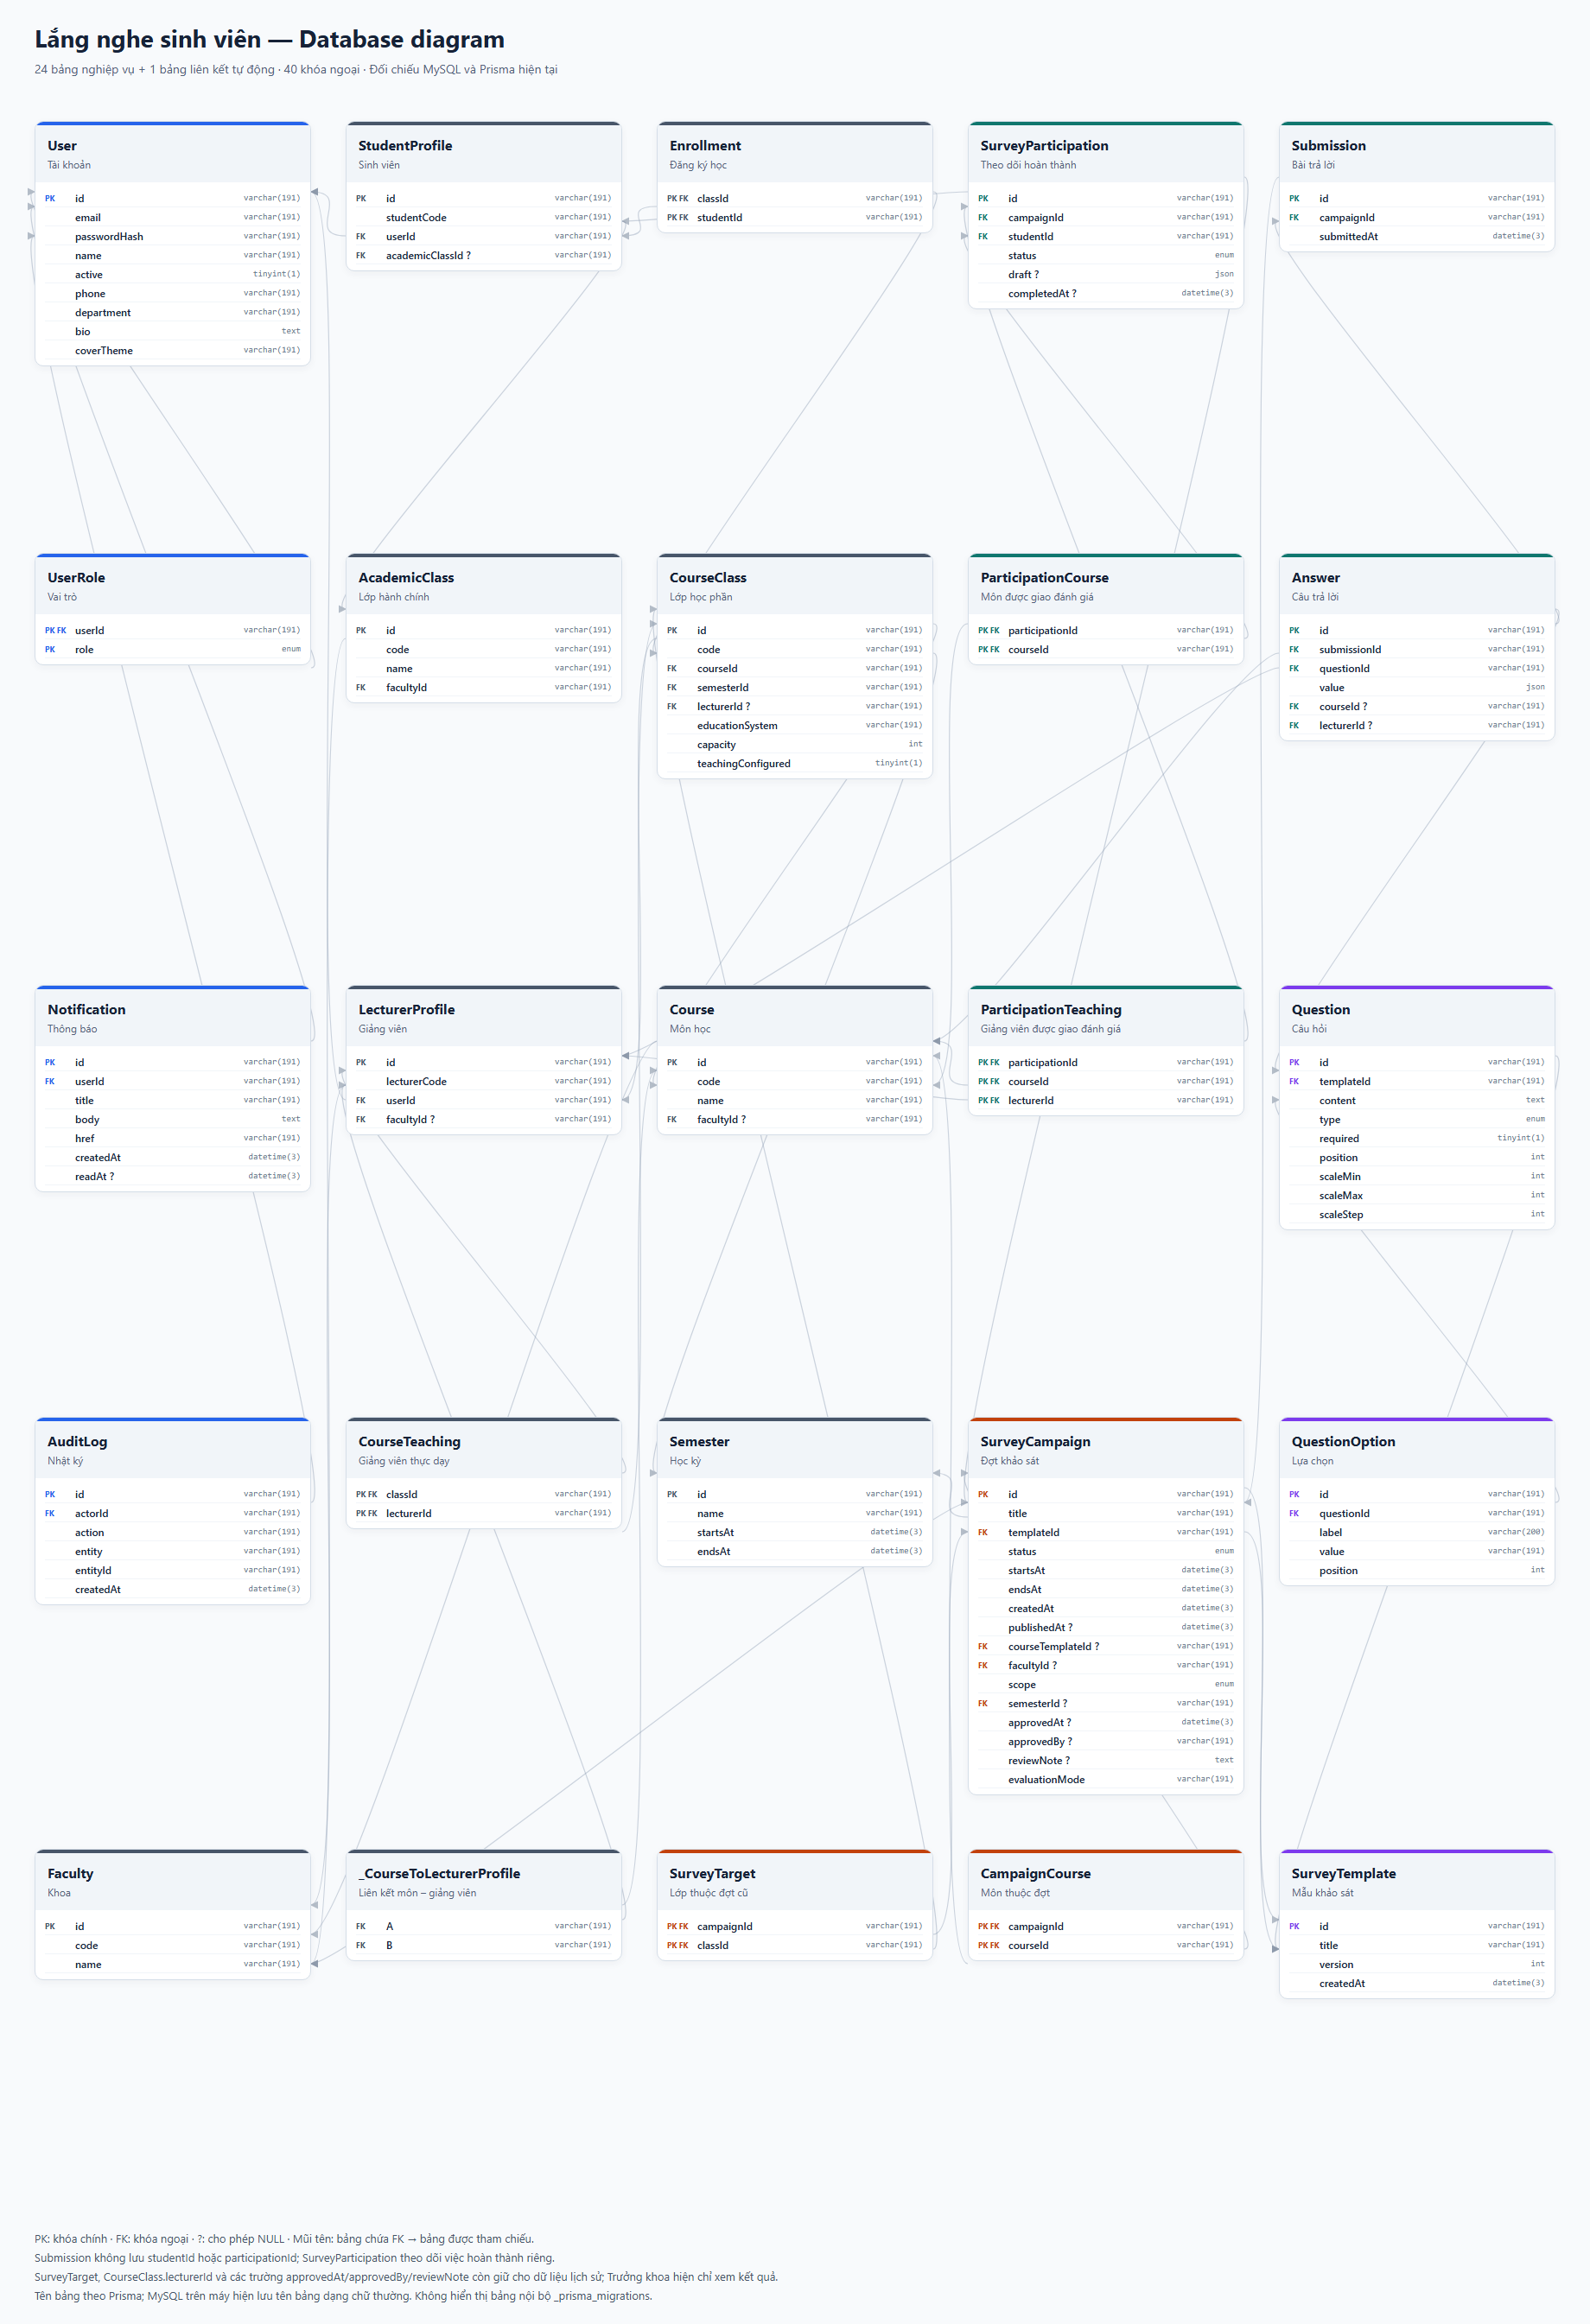 Lắng nghe sinh viên — Database diagram
24 bảng nghiệp vụ + 1 bảng liên kết tự động · 40 khóa ngoại · Đối chiếu MySQL và Prisma hiện tại
User
Tài khoản
PK id varchar(191)
email varchar(191)
passwordHash varchar(191)
name varchar(191)
active tinyint(1)
phone varchar(191)
department varchar(191)
bio text
coverTheme varchar(191)
StudentProfile
Sinh viên
PK id varchar(191)
studentCode varchar(191)
FK userId varchar(191)
FK academicClassId ? varchar(191)
Enrollment
Đăng ký học
PK FK classId varchar(191)
PK FK studentId varchar(191)
SurveyParticipation
Theo dõi hoàn thành
PK id varchar(191)
FK campaignId varchar(191)
FK studentId varchar(191)
status enum
draft ? json
completedAt ? datetime(3)
Submission
Bài trả lời
PK id varchar(191)
FK campaignId varchar(191)
submittedAt datetime(3)
UserRole
Vai trò
PK FK userId varchar(191)
PK role enum
AcademicClass
Lớp hành chính
PK id varchar(191)
code varchar(191)
name varchar(191)
FK facultyId varchar(191)
CourseClass
Lớp học phần
PK id varchar(191)
code varchar(191)
FK courseId varchar(191)
FK semesterId varchar(191)
FK lecturerId ? varchar(191)
educationSystem varchar(191)
capacity int
teachingConfigured tinyint(1)
ParticipationCourse
Môn được giao đánh giá
PK FK participationId varchar(191)
PK FK courseId varchar(191)
Answer
Câu trả lời
PK id varchar(191)
FK submissionId varchar(191)
FK questionId varchar(191)
value json
FK courseId ? varchar(191)
FK lecturerId ? varchar(191)
Notification
Thông báo
PK id varchar(191)
FK userId varchar(191)
title varchar(191)
body text
href varchar(191)
createdAt datetime(3)
readAt ? datetime(3)
LecturerProfile
Giảng viên
PK id varchar(191)
lecturerCode varchar(191)
FK userId varchar(191)
FK facultyId ? varchar(191)
Course
Môn học
PK id varchar(191)
code varchar(191)
name varchar(191)
FK facultyId ? varchar(191)
ParticipationTeaching
Giảng viên được giao đánh giá
PK FK participationId varchar(191)
PK FK courseId varchar(191)
PK FK lecturerId varchar(191)
Question
Câu hỏi
PK id varchar(191)
FK templateId varchar(191)
content text
type enum
required tinyint(1)
position int
scaleMin int
scaleMax int
scaleStep int
AuditLog
Nhật ký
PK id varchar(191)
FK actorId varchar(191)
action varchar(191)
entity varchar(191)
entityId varchar(191)
createdAt datetime(3)
CourseTeaching
Giảng viên thực dạy
PK FK classId varchar(191)
PK FK lecturerId varchar(191)
Semester
Học kỳ
PK id varchar(191)
name varchar(191)
startsAt datetime(3)
endsAt datetime(3)
SurveyCampaign
Đợt khảo sát
PK id varchar(191)
title varchar(191)
FK templateId varchar(191)
status enum
startsAt datetime(3)
endsAt datetime(3)
createdAt datetime(3)
publishedAt ? datetime(3)
FK courseTemplateId ? varchar(191)
FK facultyId ? varchar(191)
scope enum
FK semesterId ? varchar(191)
approvedAt ? datetime(3)
approvedBy ? varchar(191)
reviewNote ? text
evaluationMode varchar(191)
QuestionOption
Lựa chọn
PK id varchar(191)
FK questionId varchar(191)
label varchar(200)
value varchar(191)
position int
Faculty
Khoa
PK id varchar(191)
code varchar(191)
name varchar(191)
_CourseToLecturerProfile
Liên kết môn – giảng viên
FK A varchar(191)
FK B varchar(191)
SurveyTarget
Lớp thuộc đợt cũ
PK FK campaignId varchar(191)
PK FK classId varchar(191)
CampaignCourse
Môn thuộc đợt
PK FK campaignId varchar(191)
PK FK courseId varchar(191)
SurveyTemplate
Mẫu khảo sát
PK id varchar(191)
title varchar(191)
version int
createdAt datetime(3)
PK: khóa chính · FK: khóa ngoại · ?: cho phép NULL · Mũi tên: bảng chứa FK → bảng được tham chiếu.
Submission không lưu studentId hoặc participationId; SurveyParticipation theo dõi việc hoàn thành riêng.
SurveyTarget, CourseClass.lecturerId và các trường approvedAt/approvedBy/reviewNote còn giữ cho dữ liệu lịch sử; Trưởng khoa hiện chỉ xem kết quả.
Tên bảng theo Prisma; MySQL trên máy hiện lưu tên bảng dạng chữ thường. Không hiển thị bảng nội bộ _prisma_migrations.